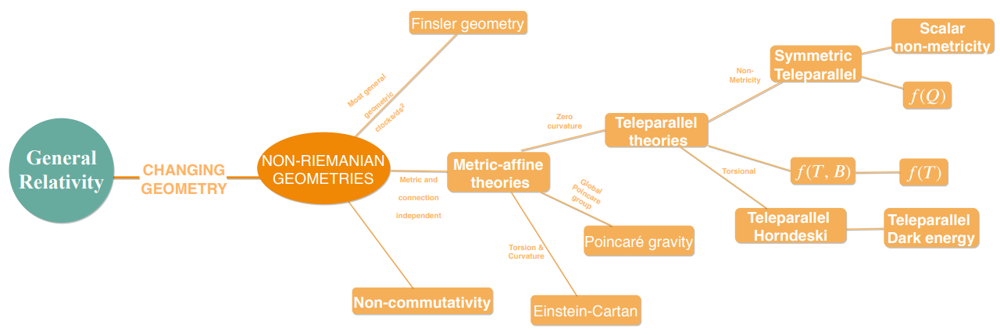 General
Relativity
CHANGING
GEOMETRY
NON-RIEMANIAN
GEOMETRIES
Most general
geometric
clocks/ds²
Finsler geometry
Metric and
connection
independent
Metric-affine
theories
Non-commutativity
Zero
curvature
Teleparallel
theories
Global
Poincare
group
Poincaré gravity
Torsion &
Curvature
Einstein-Cartan
Non-
Metricity
Symmetric
Teleparallel
Scalar
non-metricity
f(Q)
Torsional
f(T, B)
f(T)
Teleparallel
Horndeski
Teleparallel
Dark energy